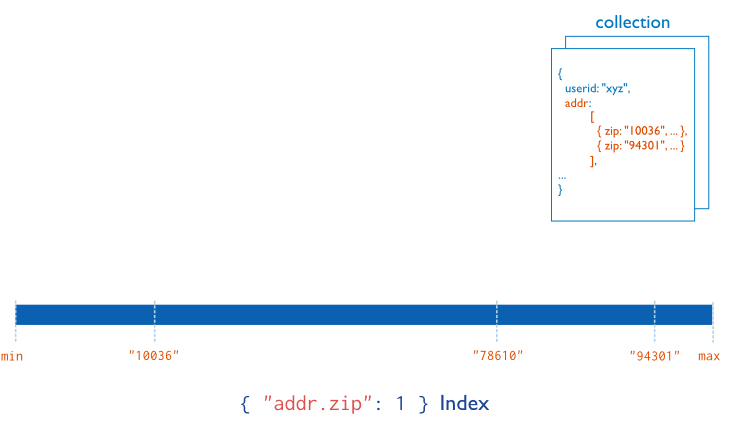 collection
{
userid: "xyz",
addr:
[
{ zip: "10036", ... },
{ zip: "94301", ... }
],
...
}
min "10036" "78610" "94301" max
{ "addr.zip": 1 } Index